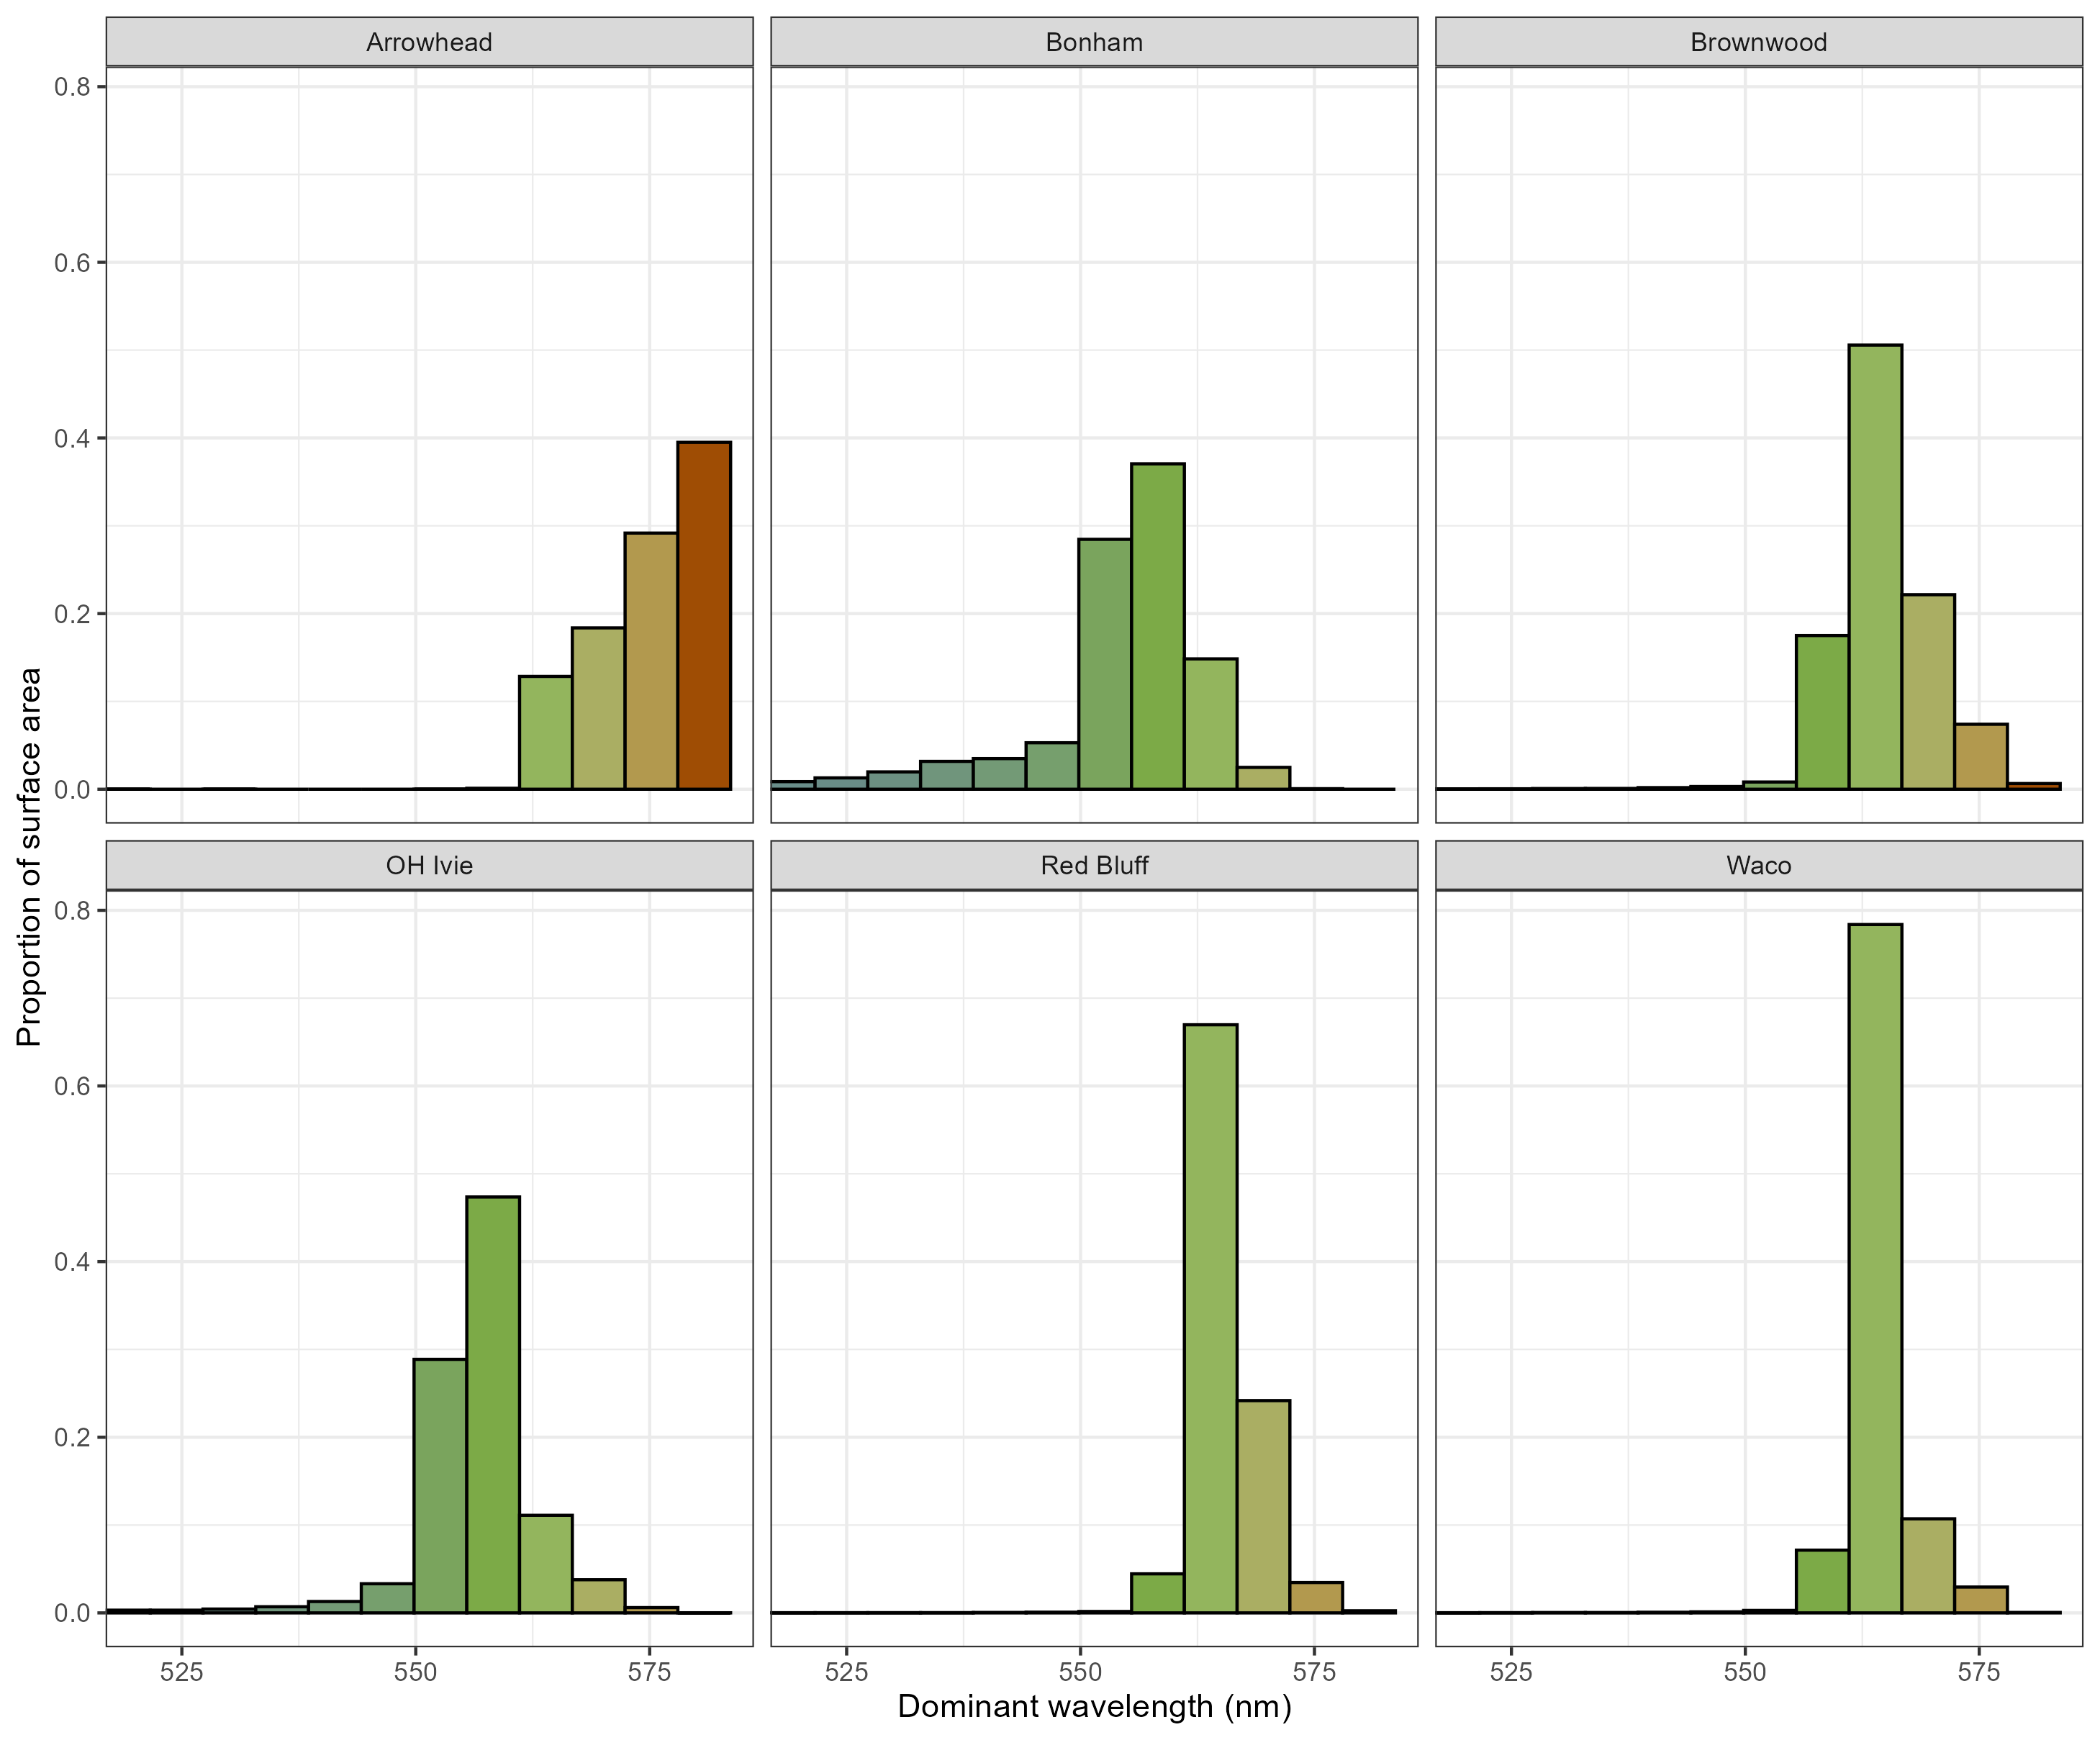 Arrowhead Bonham Brownwood
0.8
0.6
0.4
0.2
0.0
Proportion of surface area
OH Ivie Red Bluff Waco
0.8
0.6
0.4
0.2
0.0
525 550 575 525 550 575 525 550 575
Dominant wavelength (nm)